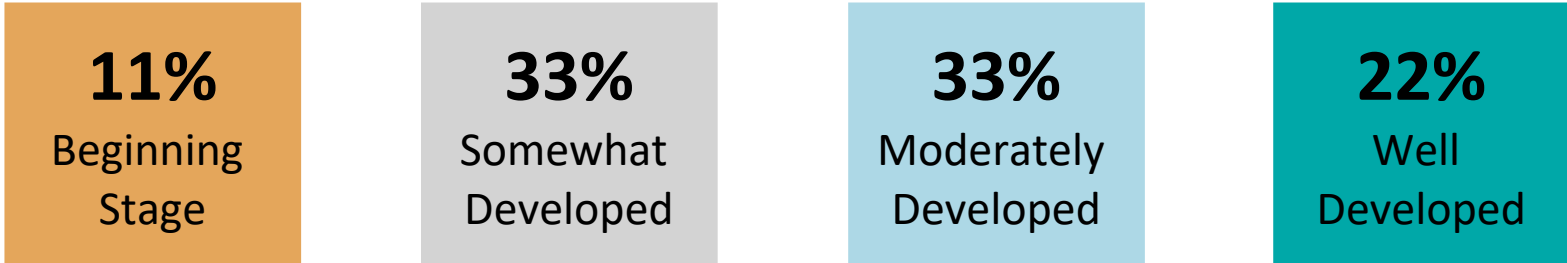 11%
Beginning
Stage
33%
Somewhat
Developed
33%
Moderately
Developed
22%
Well
Developed